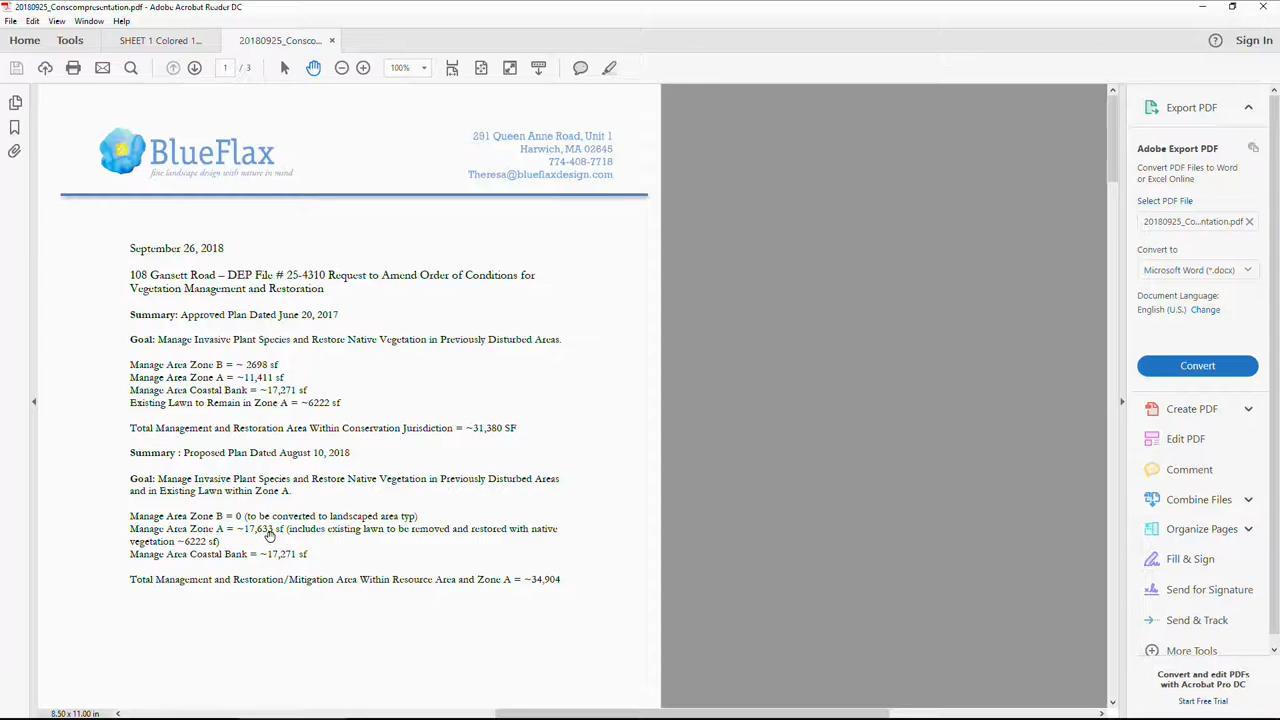 20180925_Conscompresentation.pdf - Adobe Acrobat Reader DC
File Edit View Window Help
Home Tools SHEET 1 Colored 1... 20180925_Consco... × Sign In
1 / 3 100%
BlueFlax
fine landscape design with nature in mind
291 Queen Anne Road, Unit 1
Harwich, MA 02645
774-408-7718
Theresa@blueflaxdesign.com
September 26, 2018
108 Gansett Road – DEP File # 25-4310 Request to Amend Order of Conditions for
Vegetation Management and Restoration
Summary: Approved Plan Dated June 20, 2017
Goal: Manage Invasive Plant Species and Restore Native Vegetation in Previously Disturbed Areas.
Manage Area Zone B = ~ 2698 sf
Manage Area Zone A = ~11,411 sf
Manage Area Coastal Bank = ~17,271 sf
Existing Lawn to Remain in Zone A = ~6222 sf
Total Management and Restoration Area Within Conservation Jurisdiction = ~31,380 SF
Summary : Proposed Plan Dated August 10, 2018
Goal: Manage Invasive Plant Species and Restore Native Vegetation in Previously Disturbed Areas
and in Existing Lawn within Zone A.
Manage Area Zone B = 0 (to be converted to landscaped area typ)
Manage Area Zone A = ~17,633 sf (includes existing lawn to be removed and restored with native
vegetation ~6222 sf)
Manage Area Coastal Bank = ~17,271 sf
Total Management and Restoration/Mitigation Area Within Resource Area and Zone A = ~34,904
8.50 x 11.00 in
Export PDF
Adobe Export PDF
Convert PDF Files to Word
or Excel Online
Select PDF File
20180925_Co...ntation.pdf
Convert to
Microsoft Word (*.docx)
Document Language:
English (U.S.) Change
Convert
Create PDF
Edit PDF
Comment
Combine Files
Organize Pages
Fill & Sign
Send for Signature
Send & Track
More Tools
Convert and edit PDFs
with Acrobat Pro DC
Start Free Trial